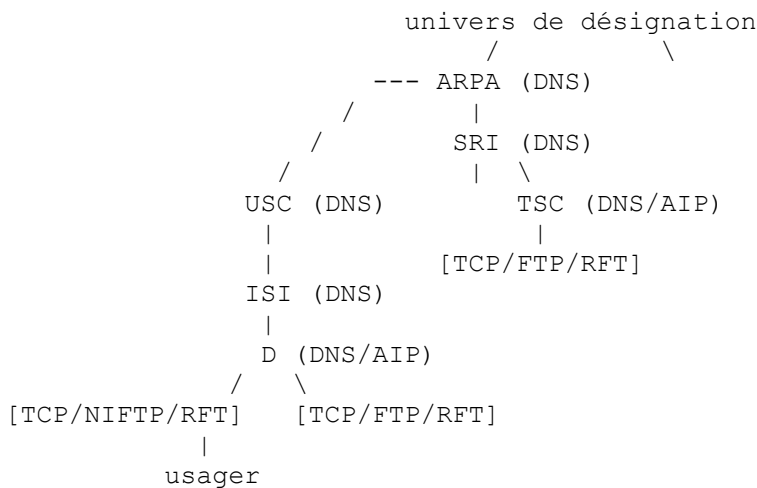 univers de désignation
/ \
--- ARPA (DNS)
/ |
/ SRI (DNS)
/ | \
USC (DNS) TSC (DNS/AIP)
| |
| [TCP/FTP/RFT]
ISI (DNS)
|
D (DNS/AIP)
/ \
[TCP/NIFTP/RFT] [TCP/FTP/RFT]
|
usager